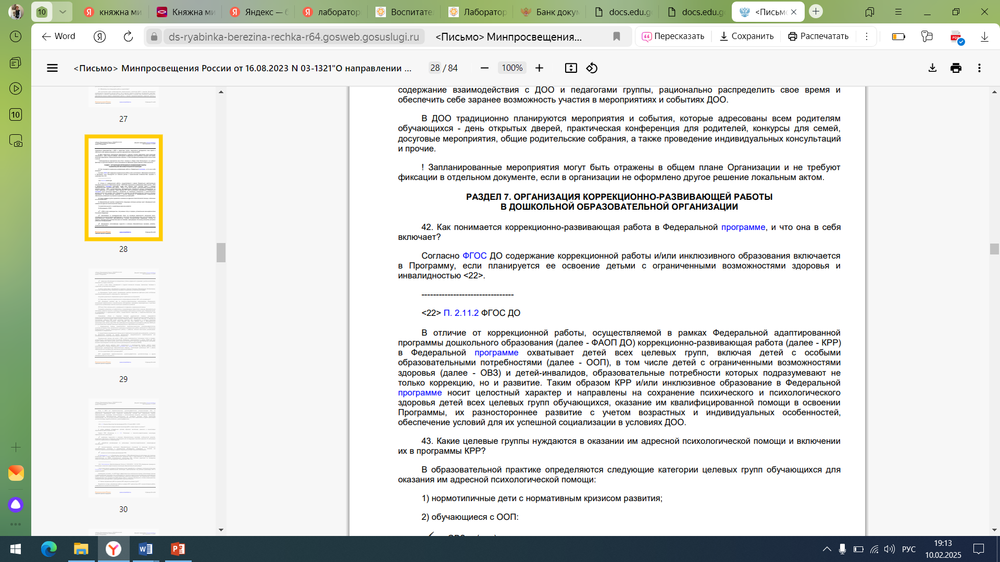 10
княжна ми
Княжна ми
Яндекс — б
лаборатор
Воспитател
Лаборатор
Банк докум
docs.edu.go
docs.edu.go
<Письмо
Word
ds-ryabinka-berezina-rechka-r64.gosweb.gosuslugi.ru
<Письмо> Минпросвещения...
Пересказать
Сохранить
Распечатать
<Письмо> Минпросвещения России от 16.08.2023 N 03-1321"О направлении ...
28 / 84
100%
10
27
28
29
30
содержание взаимодействия с ДОО и педагогами группы, рационально распределить свое время и
обеспечить себе заранее возможность участия в мероприятиях и событиях ДОО.
В ДОО традиционно планируются мероприятия и события, которые адресованы всем родителям
обучающихся - день открытых дверей, практическая конференция для родителей, конкурсы для семей,
досуговые мероприятия, общие родительские собрания, а также проведение индивидуальных консультаций
и прочие.
! Запланированные мероприятия могут быть отражены в общем плане Организации и не требуют
фиксации в отдельном документе, если в организации не оформлено другое решение локальным актом.
РАЗДЕЛ 7. ОРГАНИЗАЦИЯ КОРРЕКЦИОННО-РАЗВИВАЮЩЕЙ РАБОТЫ
В ДОШКОЛЬНОЙ ОБРАЗОВАТЕЛЬНОЙ ОРГАНИЗАЦИИ
42. Как понимается коррекционно-развивающая работа в Федеральной программе, и что она в себя
включает?
Согласно ФГОС ДО содержание коррекционной работы и/или инклюзивного образования включается
в Программу, если планируется ее освоение детьми с ограниченными возможностями здоровья и
инвалидностью <22>.
--------------------------------
<22> П. 2.11.2 ФГОС ДО
В отличие от коррекционной работы, осуществляемой в рамках Федеральной адаптированной
программы дошкольного образования (далее - ФАОП ДО) коррекционно-развивающая работа (далее - КРР)
в Федеральной программе охватывает детей всех целевых групп, включая детей с особыми
образовательными потребностями (далее - ООП), в том числе детей с ограниченными возможностями
здоровья (далее - ОВЗ) и детей-инвалидов, образовательные потребности которых подразумевают не
только коррекцию, но и развитие. Таким образом КРР и/или инклюзивное образование в Федеральной
программе носит целостный характер и направлены на сохранение психического и психологического
здоровья детей всех целевых групп обучающихся, оказание им квалифицированной помощи в освоении
Программы, их разностороннее развитие с учетом возрастных и индивидуальных особенностей,
обеспечение условий для их успешной социализации в условиях ДОО.
43. Какие целевые группы нуждаются в оказании им адресной психологической помощи и включении
их в программы КРР?
В образовательной практике определяются следующие категории целевых групп обучающихся для
оказания им адресной психологической помощи:
1) нормотипичные дети с нормативным кризисом развития;
2) обучающиеся с ООП:
РУС
19:13
10.02.2025